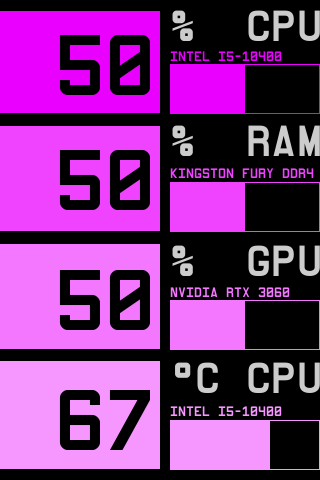 50 % CPU
INTEL I5-10400
50 % RAM
KINGSTON FURY DDR4
50 % GPU
NVIDIA RTX 3060
67 °C CPU
INTEL I5-10400